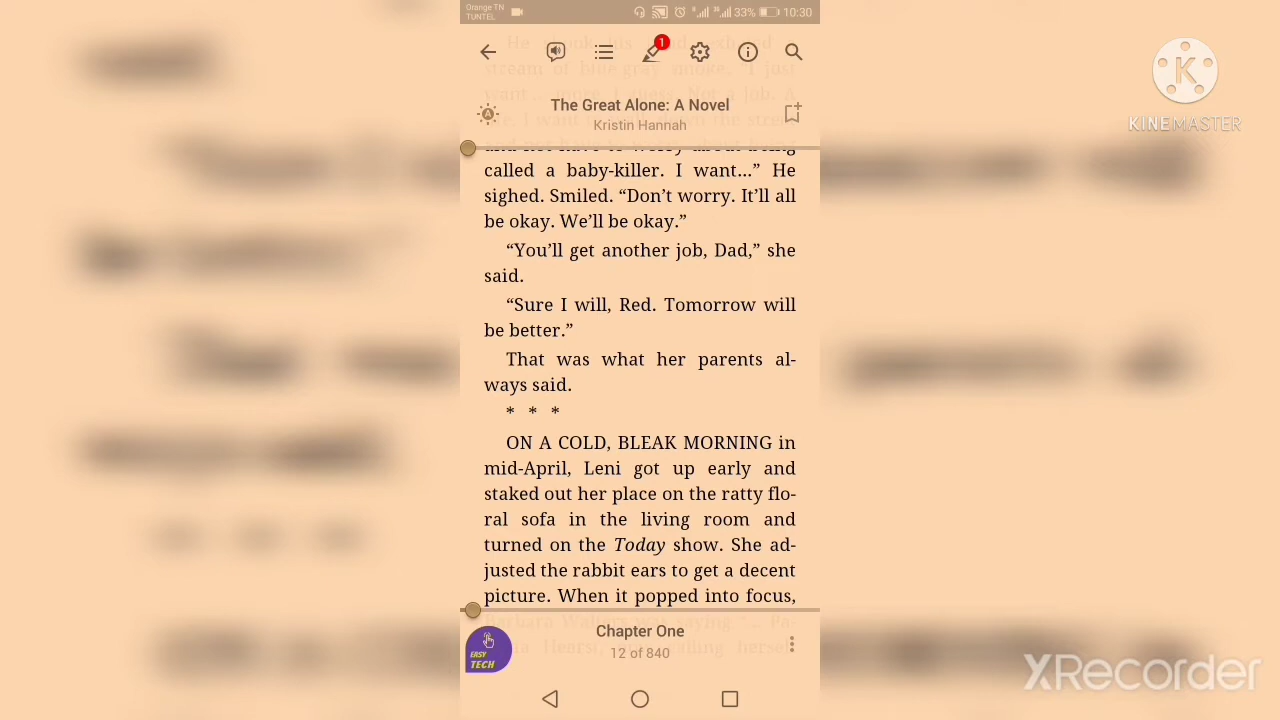 Orange TN
TUNTEL
33%
10:30
1
The Great Alone: A Novel
Kristin Hannah
called a baby-killer. I want…” He
sighed. Smiled. “Don’t worry. It’ll all
be okay. We’ll be okay.”
“You’ll get another job, Dad,” she
said.
“Sure I will, Red. Tomorrow will
be better.”
That was what her parents al-
ways said.
* * *
ON A COLD, BLEAK MORNING in
mid-April, Leni got up early and
staked out her place on the ratty flo-
ral sofa in the living room and
turned on the Today show. She ad-
justed the rabbit ears to get a decent
picture. When it popped into focus,
Chapter One
12 of 840
EASY
TECH
K
KINEMASTER
XRecorder